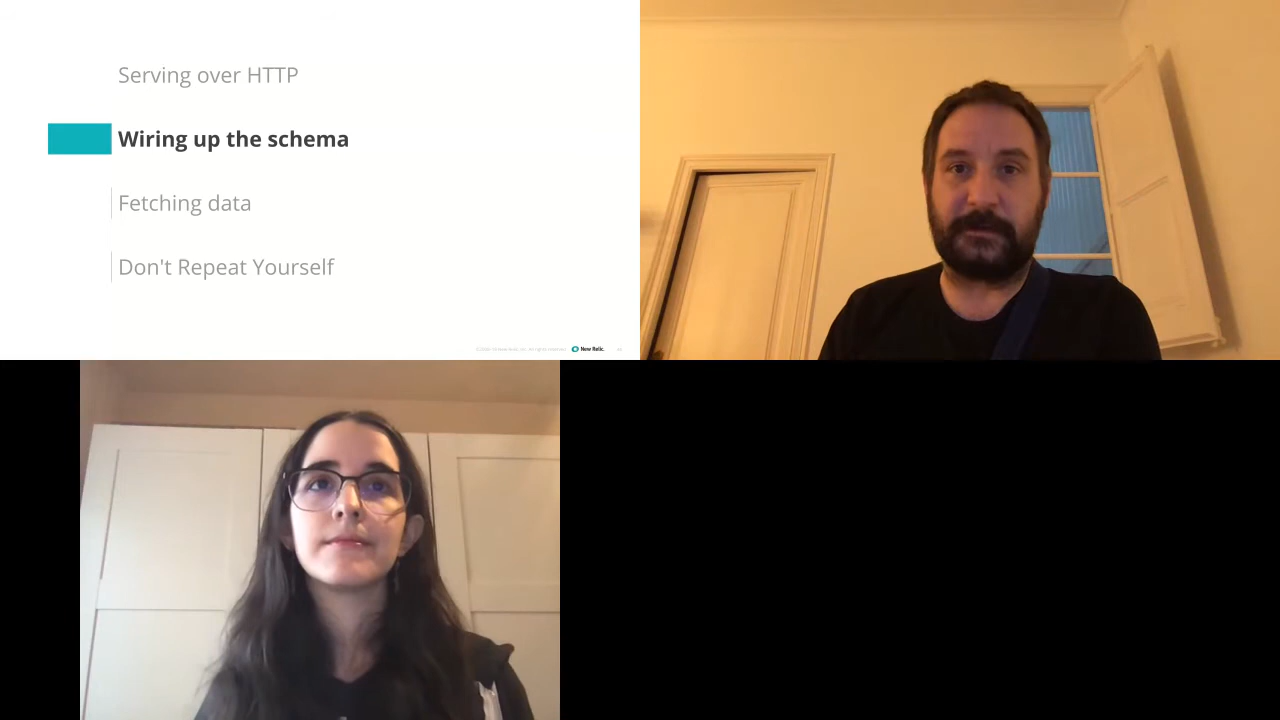 Serving over HTTP
Wiring up the schema
Fetching data
Don't Repeat Yourself
New Relic